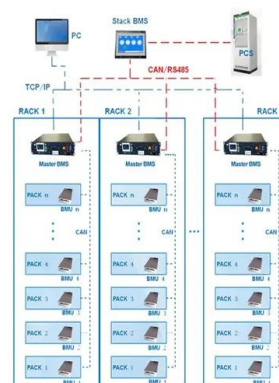 PC
Stack BMS
PCS
CAN/RS485
TCP/IP
RACK 1
RACK 2
RACK
Master BMS
Master BMS
Master BMS
PACK n
PACK n
PACK n
BMU n
BMU n
BMU n
CAN
CAN
CAN
PACK 4
PACK 4
PACK 4
BMU 4
BMU 4
BMU 4
PACK 3
PACK 3
PACK 3
BMU 3
BMU 3
BMU 3
PACK 2
PACK 2
PACK 2
BMU 2
BMU 2
BMU 2
PACK 1
PACK 1
PACK 1